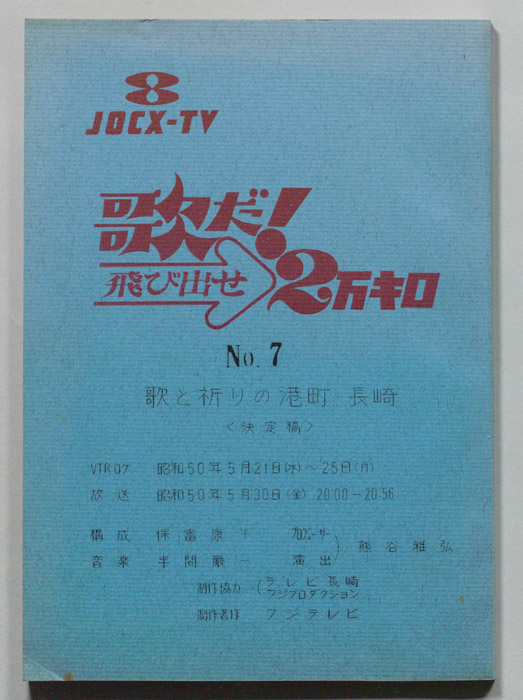 8
JOCX-TV
歌だ!
飛び出せ 2万キロ
No. 7
歌と祈りの港町 長崎
<決定稿>
VTRロケ 昭和50年5月21日(水)~25日(月)
放送 昭和50年5月30日(金) 20:00-20:56
構成 保富康午 プロデューサー
音楽 半間巌一 演出 熊谷雅弘
制作協力 テレビ長崎
フジプロダクション
制作著作 フジテレビ